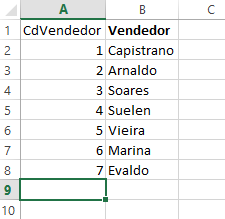 A B C
1 CdVendedor Vendedor
2 1 Capistrano
3 2 Arnaldo
4 3 Soares
5 4 Suelen
6 5 Vieira
7 6 Marina
8 7 Evaldo
9
10